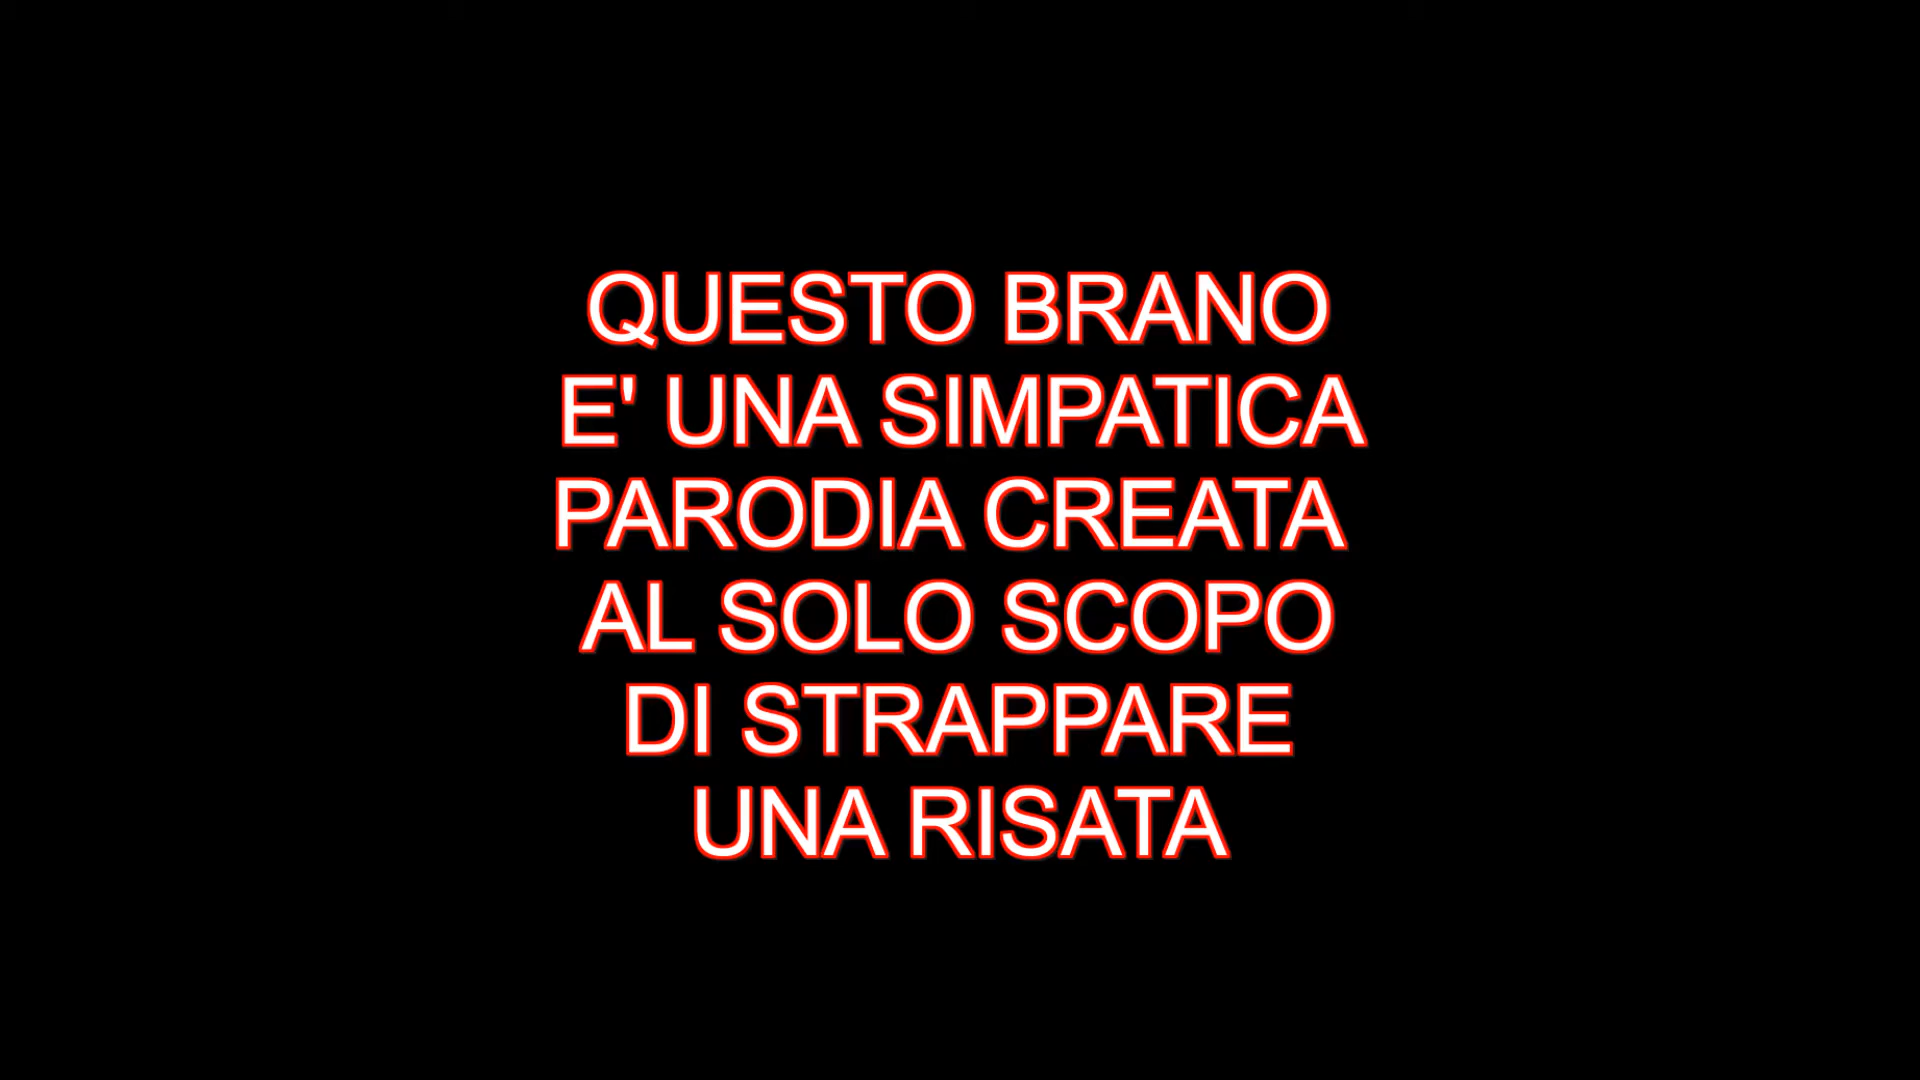 QUESTO BRANO
E' UNA SIMPATICA
PARODIA CREATA
AL SOLO SCOPO
DI STRAPPARE
UNA RISATA